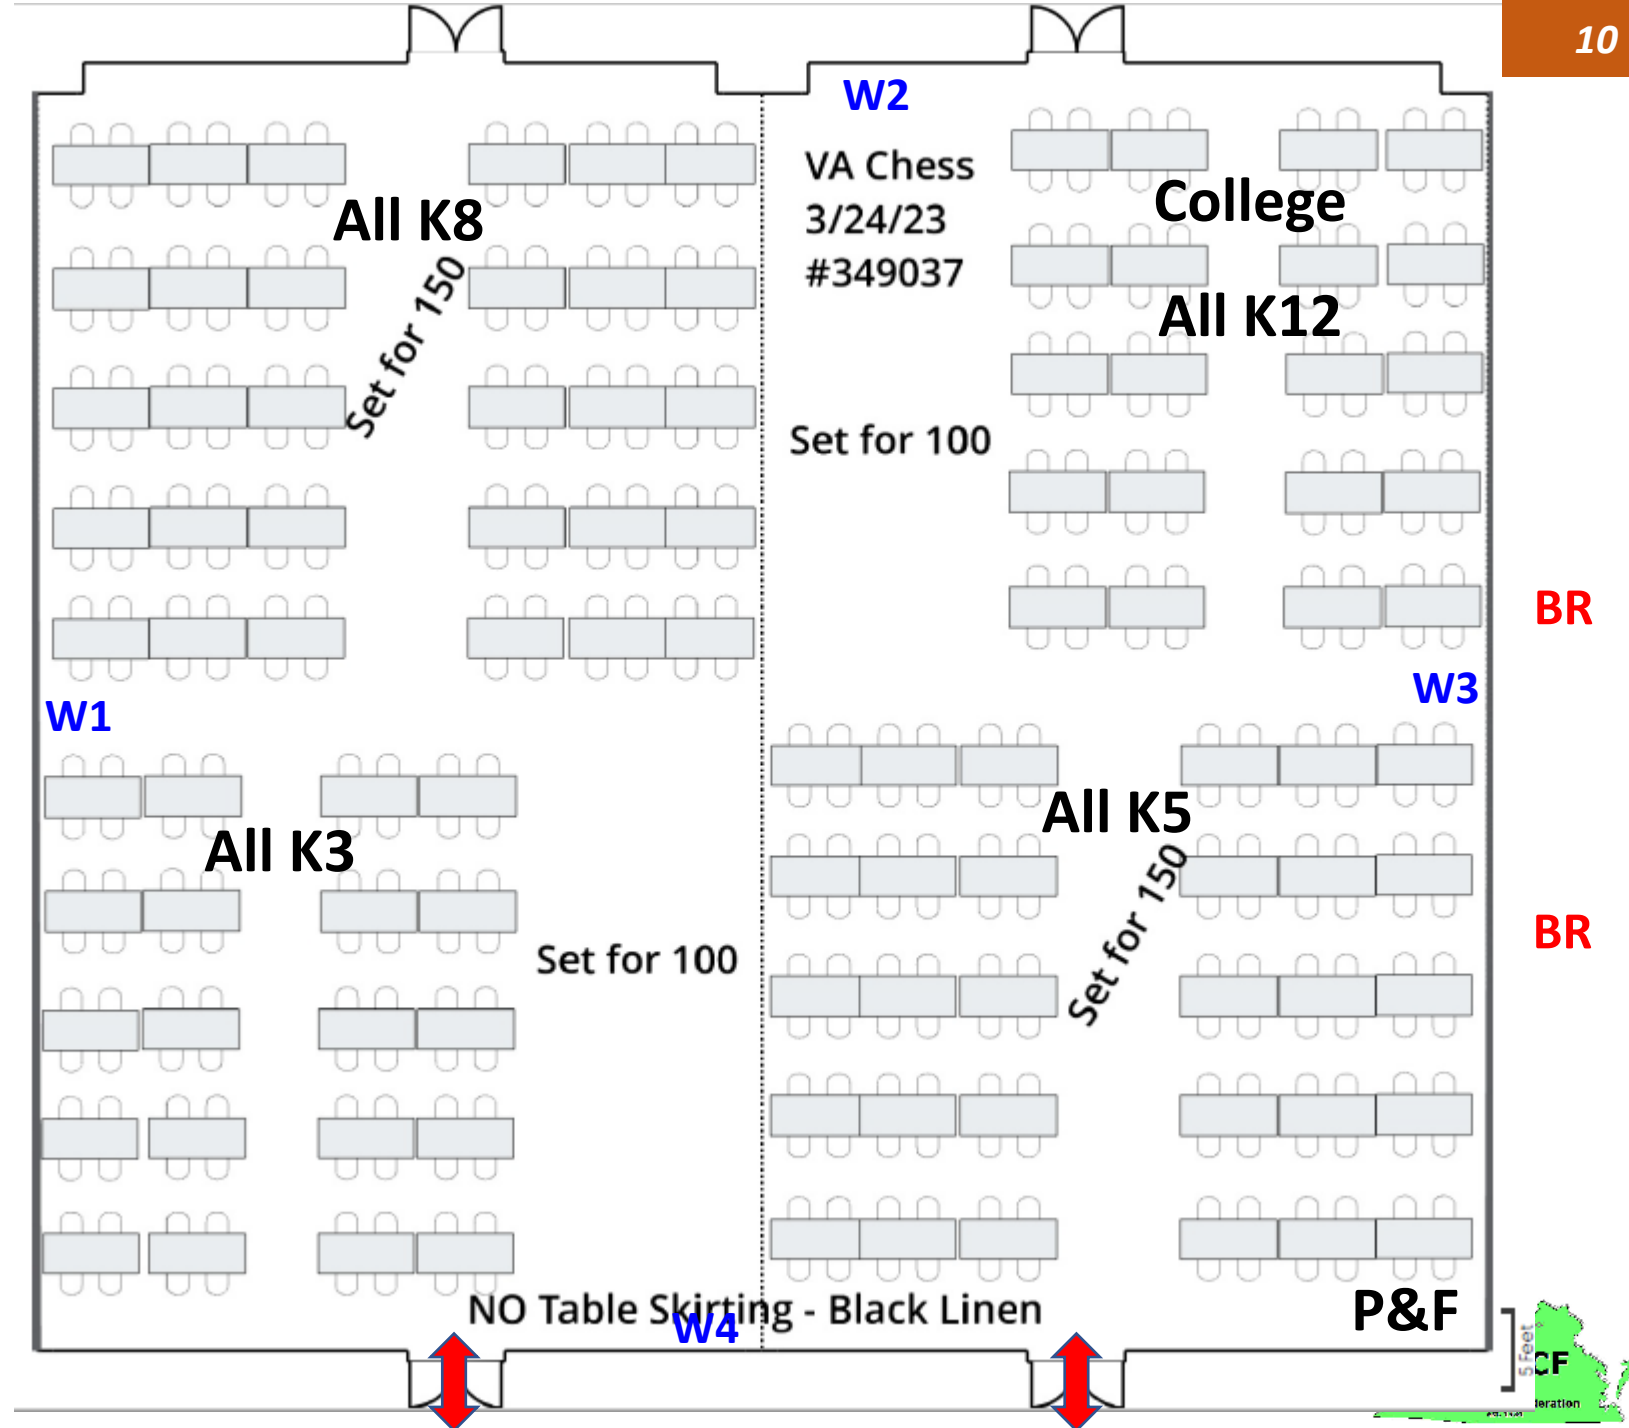 10
W2
VA Chess
3/24/23
#349037
College
All K8
All K12
Set for 150
Set for 100
BR
W3
W1
All K5
All K3
Set for 150
BR
Set for 100
NO Table Skirting - Black Linen
W4
P&F
5 Feet
CF
deration